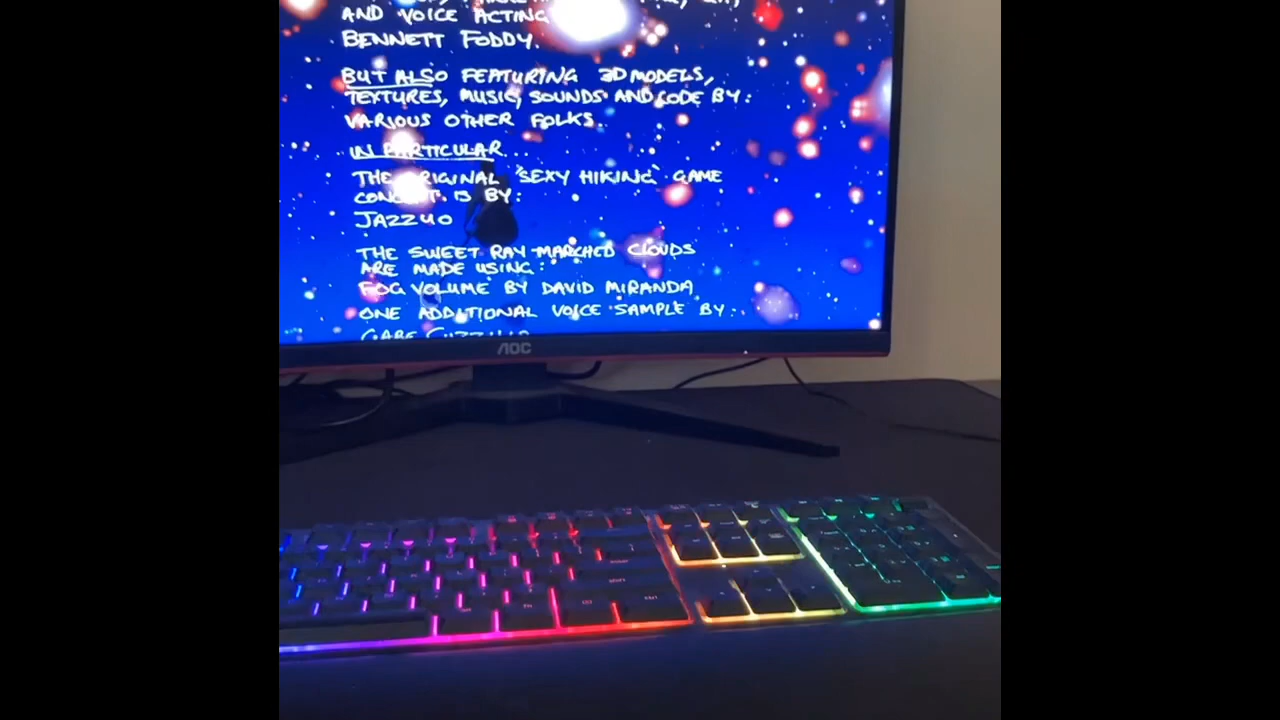 AND VOICE ACTING
BENNETT FODDY.
BUT ALSO FEATURING 3D MODELS,
TEXTURES, MUSIC, SOUNDS AND CODE BY:
VARIOUS OTHER FOLKS.
IN PARTICULAR
THE ORIGINAL "SEXY HIKING" GAME
CONCEPT IS BY:
JAZZUO
THE SWEET RAY-MARCHED CLOUDS
ARE MADE USING:
FOG VOLUME BY DAVID MIRANDA
ONE ADDITIONAL VOICE SAMPLE BY:
AOC